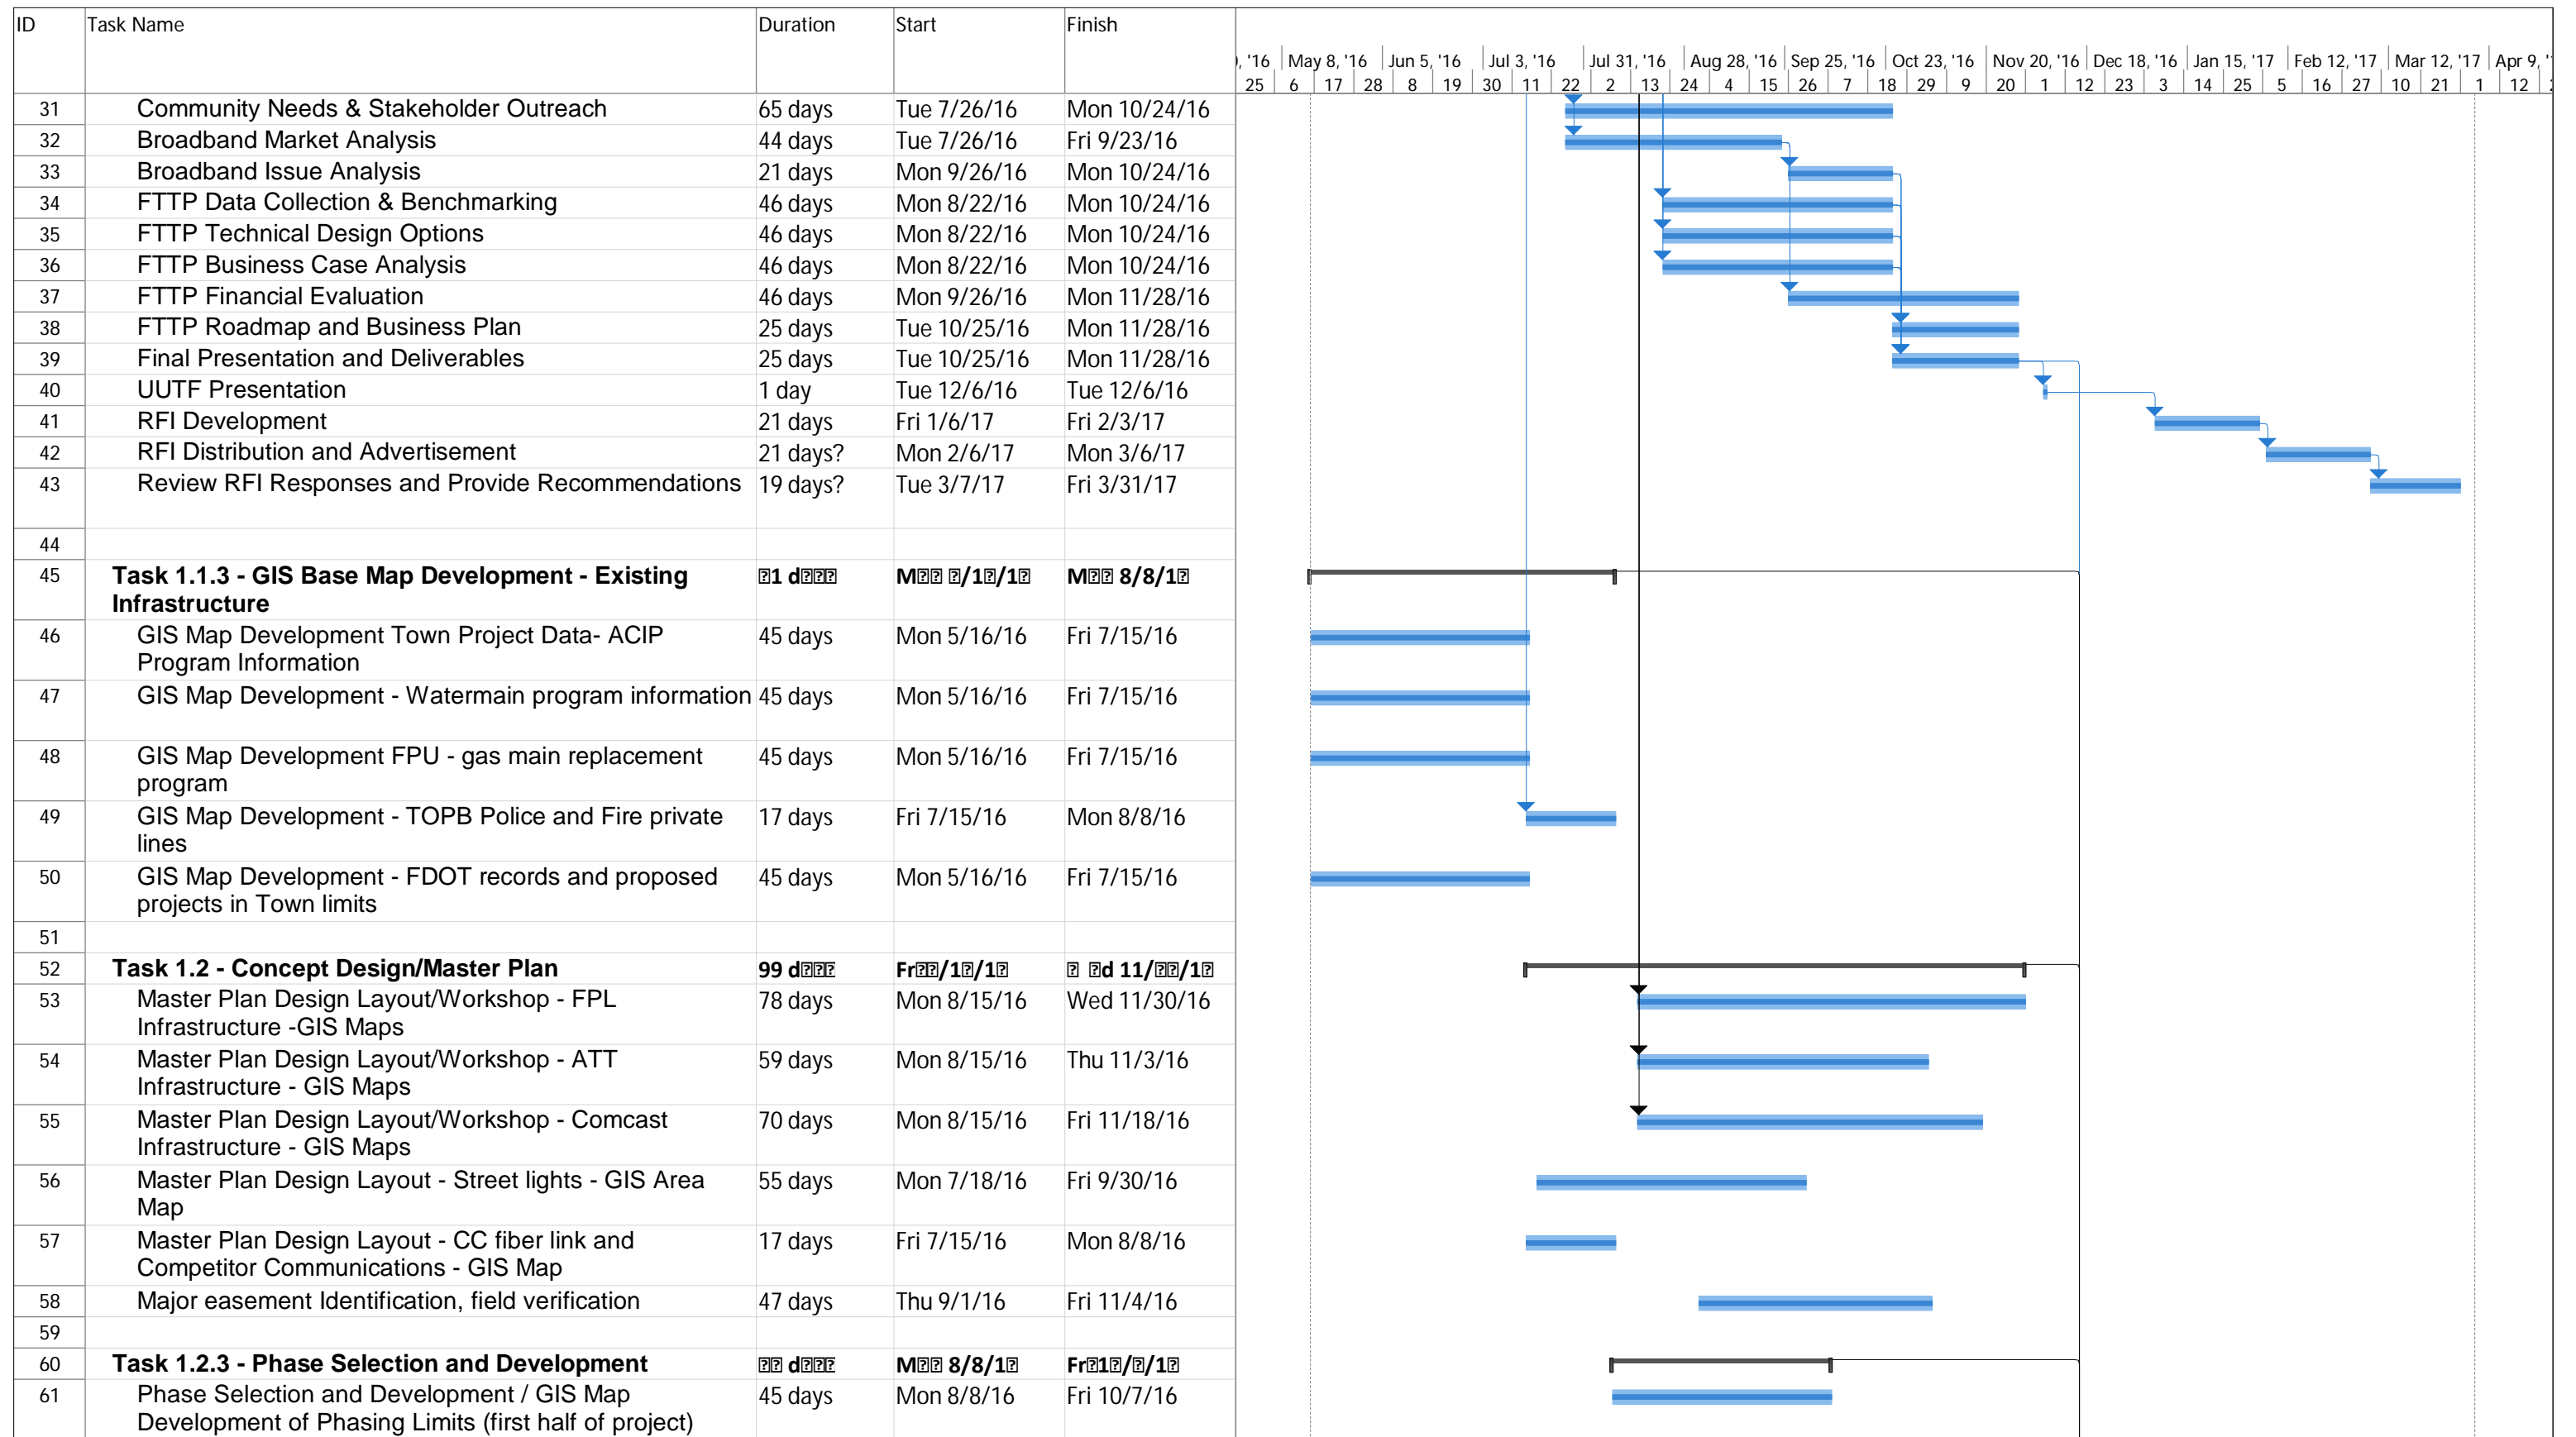 ID Task Name Duration Start Finish
, '16 May 8, '16 Jun 5, '16 Jul 3, '16 Jul 31, '16 Aug 28, '16 Sep 25, '16 Oct 23, '16 Nov 20, '16 Dec 18, '16 Jan 15, '17 Feb 12, '17 Mar 12, '17 Apr 9, '
25 6 17 28 8 19 30 11 22 2 13 24 4 15 26 7 18 29 9 20 1 12 23 3 14 25 5 16 27 10 21 1 12
31 Community Needs & Stakeholder Outreach 65 days Tue 7/26/16 Mon 10/24/16
32 Broadband Market Analysis 44 days Tue 7/26/16 Fri 9/23/16
33 Broadband Issue Analysis 21 days Mon 9/26/16 Mon 10/24/16
34 FTTP Data Collection & Benchmarking 46 days Mon 8/22/16 Mon 10/24/16
35 FTTP Technical Design Options 46 days Mon 8/22/16 Mon 10/24/16
36 FTTP Business Case Analysis 46 days Mon 8/22/16 Mon 10/24/16
37 FTTP Financial Evaluation 46 days Mon 9/26/16 Mon 11/28/16
38 FTTP Roadmap and Business Plan 25 days Tue 10/25/16 Mon 11/28/16
39 Final Presentation and Deliverables 25 days Tue 10/25/16 Mon 11/28/16
40 UUTF Presentation 1 day Tue 12/6/16 Tue 12/6/16
41 RFI Development 21 days Fri 1/6/17 Fri 2/3/17
42 RFI Distribution and Advertisement 21 days? Mon 2/6/17 Mon 3/6/17
43 Review RFI Responses and Provide Recommendations 19 days? Tue 3/7/17 Fri 3/31/17
44
45 Task 1.1.3 - GIS Base Map Development - Existing
Infrastructure
46 GIS Map Development Town Project Data- ACIP 45 days Mon 5/16/16 Fri 7/15/16
Program Information
47 GIS Map Development - Watermain program information 45 days Mon 5/16/16 Fri 7/15/16
48 GIS Map Development FPU - gas main replacement 45 days Mon 5/16/16 Fri 7/15/16
program
49 GIS Map Development - TOPB Police and Fire private 17 days Fri 7/15/16 Mon 8/8/16
lines
50 GIS Map Development - FDOT records and proposed 45 days Mon 5/16/16 Fri 7/15/16
projects in Town limits
51
52 Task 1.2 - Concept Design/Master Plan 99
53 Master Plan Design Layout/Workshop - FPL 78 days Mon 8/15/16 Wed 11/30/16
Infrastructure -GIS Maps
54 Master Plan Design Layout/Workshop - ATT 59 days Mon 8/15/16 Thu 11/3/16
Infrastructure - GIS Maps
55 Master Plan Design Layout/Workshop - Comcast 70 days Mon 8/15/16 Fri 11/18/16
Infrastructure - GIS Maps
56 Master Plan Design Layout - Street lights - GIS Area 55 days Mon 7/18/16 Fri 9/30/16
Map
57 Master Plan Design Layout - CC fiber link and 17 days Fri 7/15/16 Mon 8/8/16
Competitor Communications - GIS Map
58 Major easement Identification, field verification 47 days Thu 9/1/16 Fri 11/4/16
59
60 Task 1.2.3 - Phase Selection and Development
61 Phase Selection and Development / GIS Map 45 days Mon 8/8/16 Fri 10/7/16
Development of Phasing Limits (first half of project)